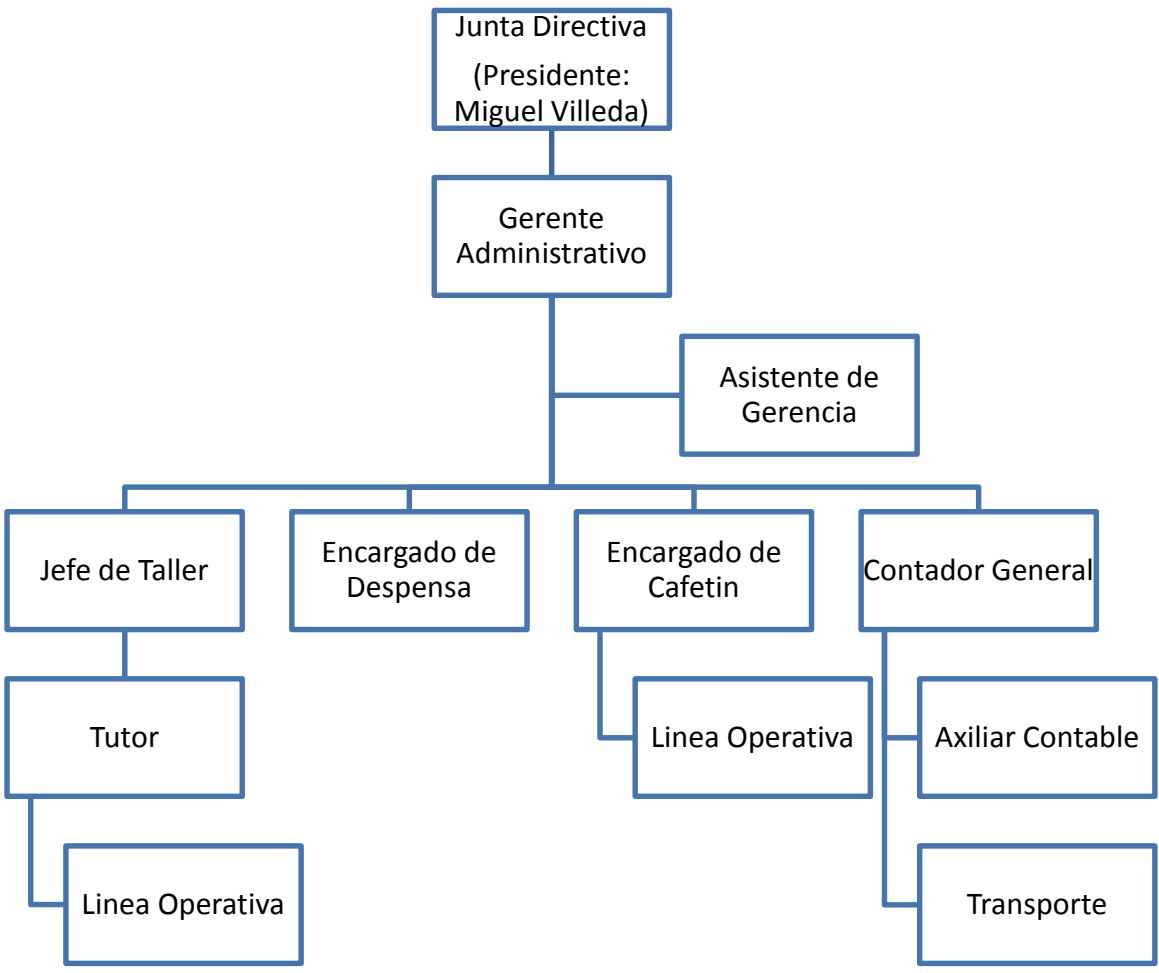 Junta Directiva
(Presidente:
Miguel Villeda)
Gerente
Administrativo
Asistente de
Gerencia
Jefe de Taller
Encargado de
Despensa
Encargado de
Cafetin
Contador General
Tutor
Linea Operativa
Axiliar Contable
Linea Operativa
Transporte